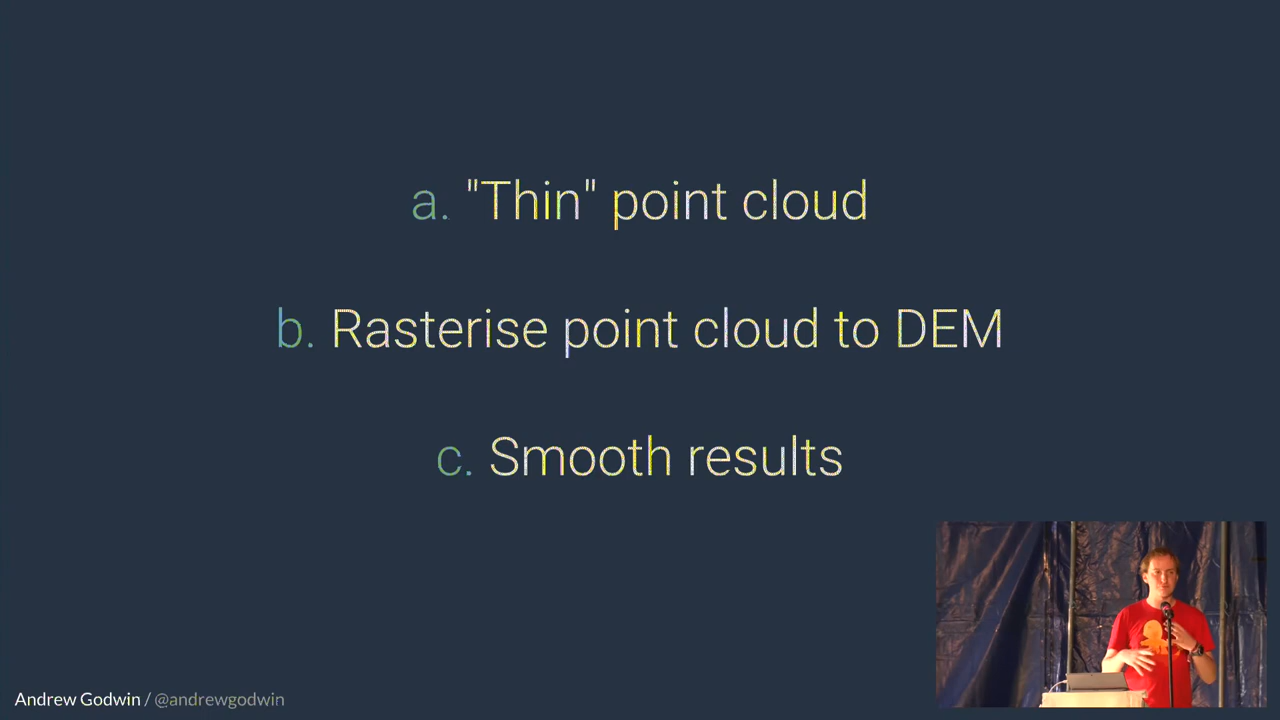 a. "Thin" point cloud
b. Rasterise point cloud to DEM
c. Smooth results
Andrew Godwin / @andrewgodwin